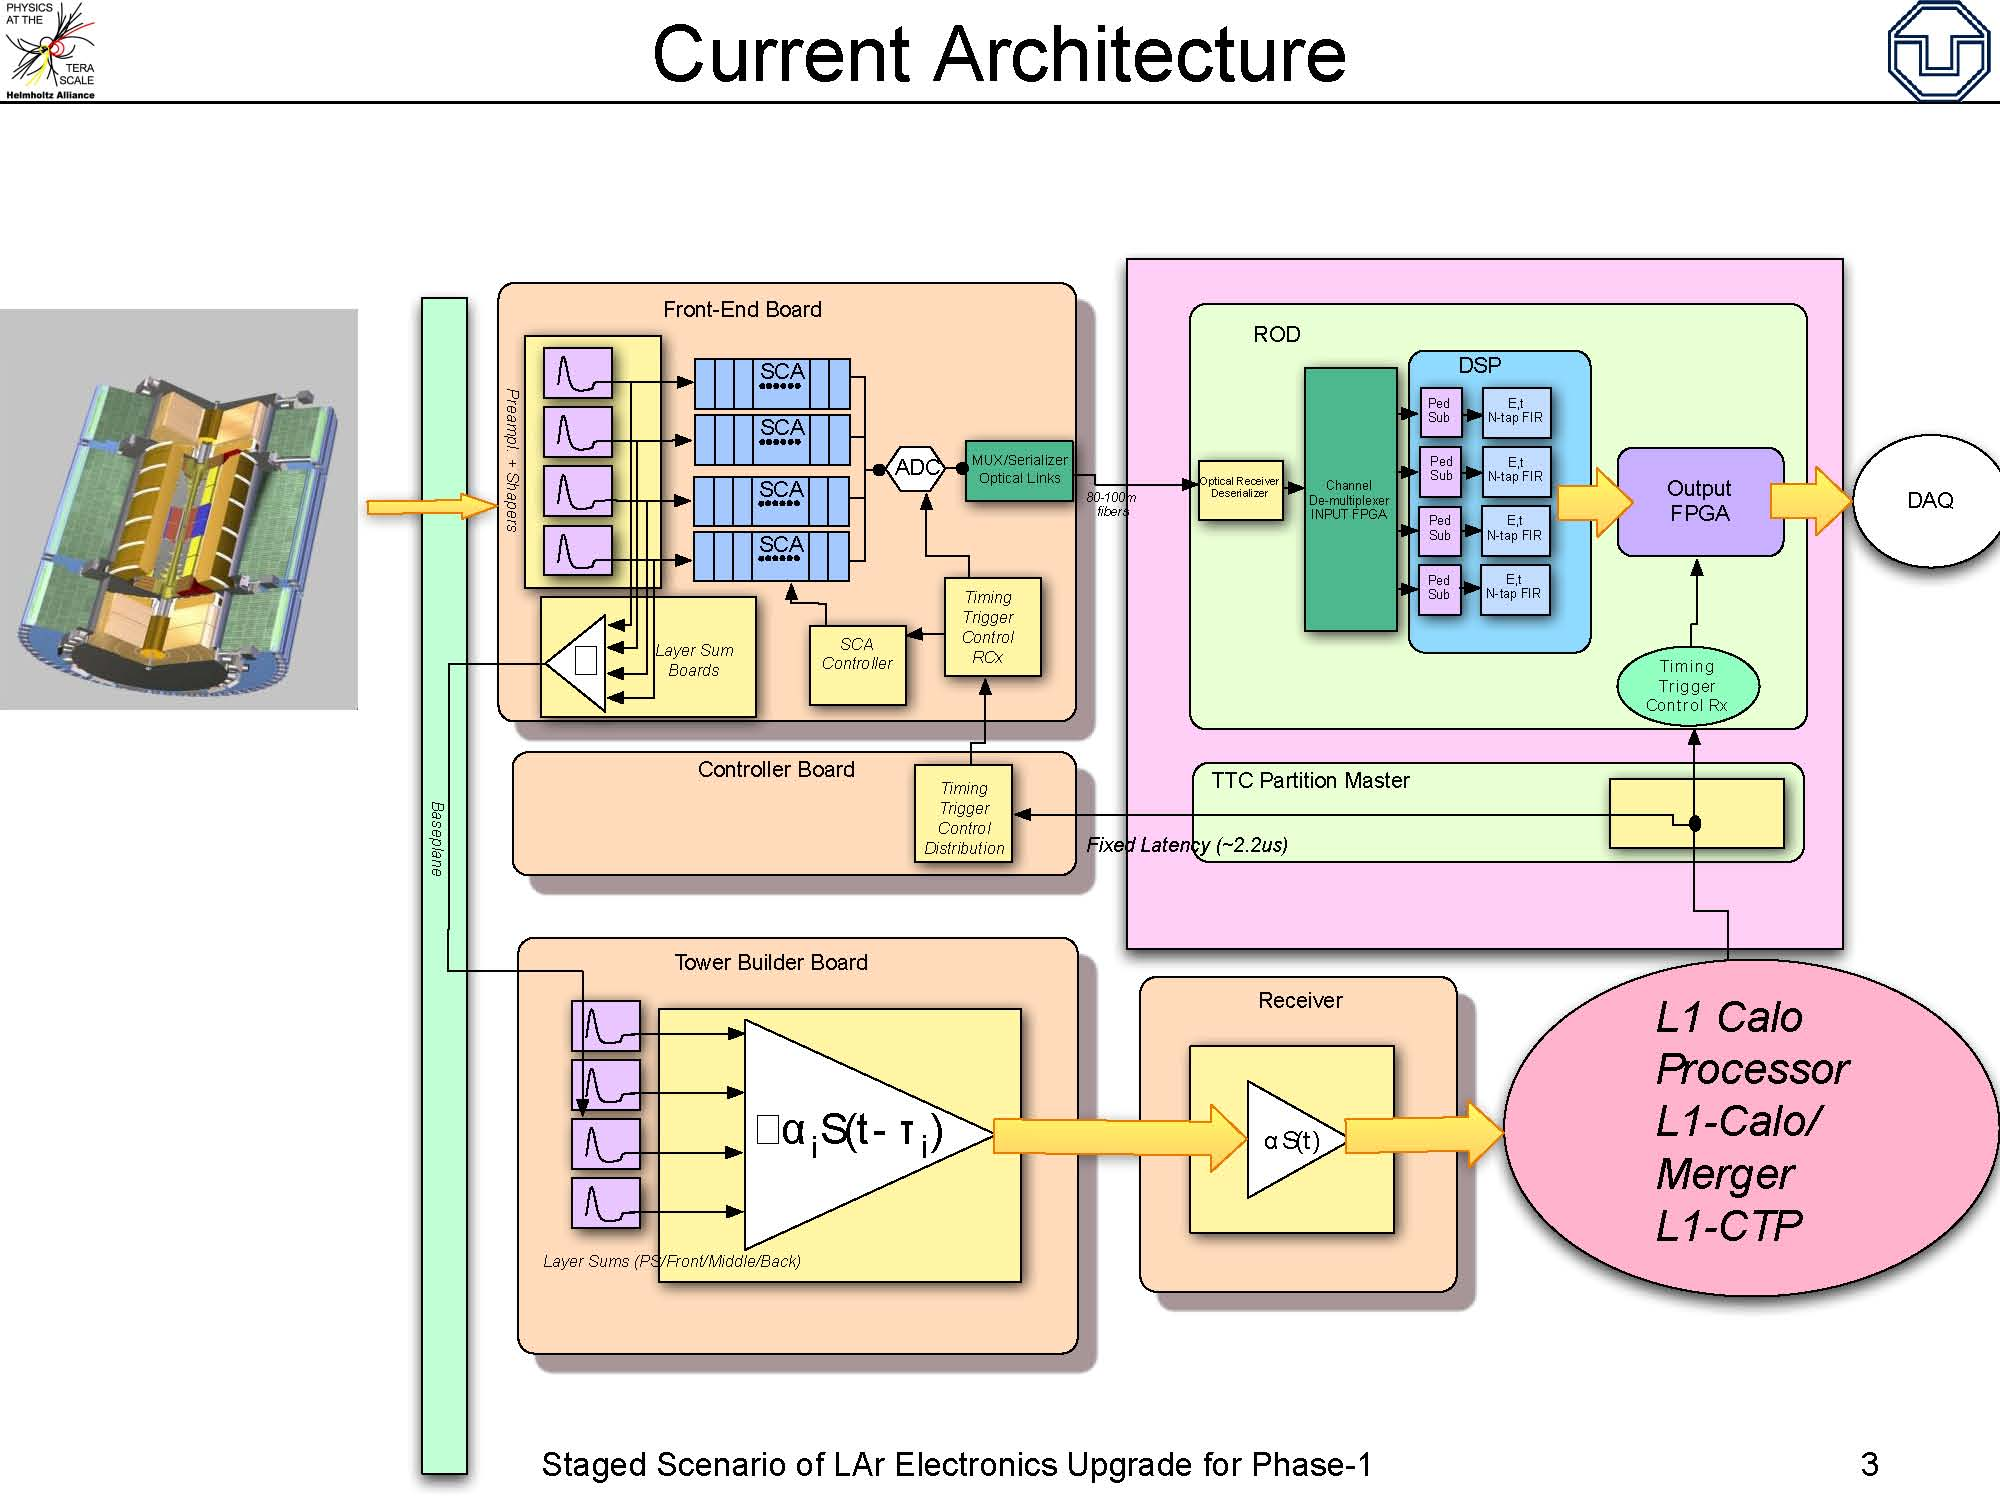 PHYSICS
AT THE
TERA
SCALE
Helmholtz Alliance
Current Architecture
Front-End Board
Preampl. + Shapers
SCA
SCA
SCA
SCA
ADC
MUX/Serializer
Optical Links
80-100m
fibers
Layer Sum
Boards
SCA
Controller
Timing
Trigger
Control
RCx
ROD
Optical Receiver
Deserializer
Channel
De-multiplexer
INPUT FPGA
DSP
Ped
Sub
E,t
N-tap FIR
Ped
Sub
E,t
N-tap FIR
Ped
Sub
E,t
N-tap FIR
Ped
Sub
E,t
N-tap FIR
Output
FPGA
DAQ
Timing
Trigger
Control Rx
Baseplane
Controller Board
Timing
Trigger
Control
Distribution
TTC Partition Master
Fixed Latency (~2.2us)
Tower Builder Board
□αiS(t- τi)
Layer Sums (PS/Front/Middle/Back)
Receiver
α S(t)
L1 Calo
Processor
L1-Calo/
Merger
L1-CTP
Staged Scenario of LAr Electronics Upgrade for Phase-1
3